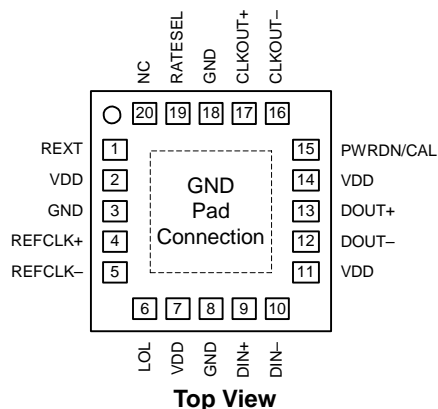 NC
RATESEL
GND
CLKOUT+
CLKOUT–
20
19
18
17
16
REXT
1
15
PWRDN/CAL
VDD
2
14
VDD
GND
3
13
DOUT+
REFCLK+
4
12
DOUT–
REFCLK–
5
11
VDD
GND
Pad
Connection
6
7
8
9
10
LOL
VDD
GND
DIN+
DIN–
Top View